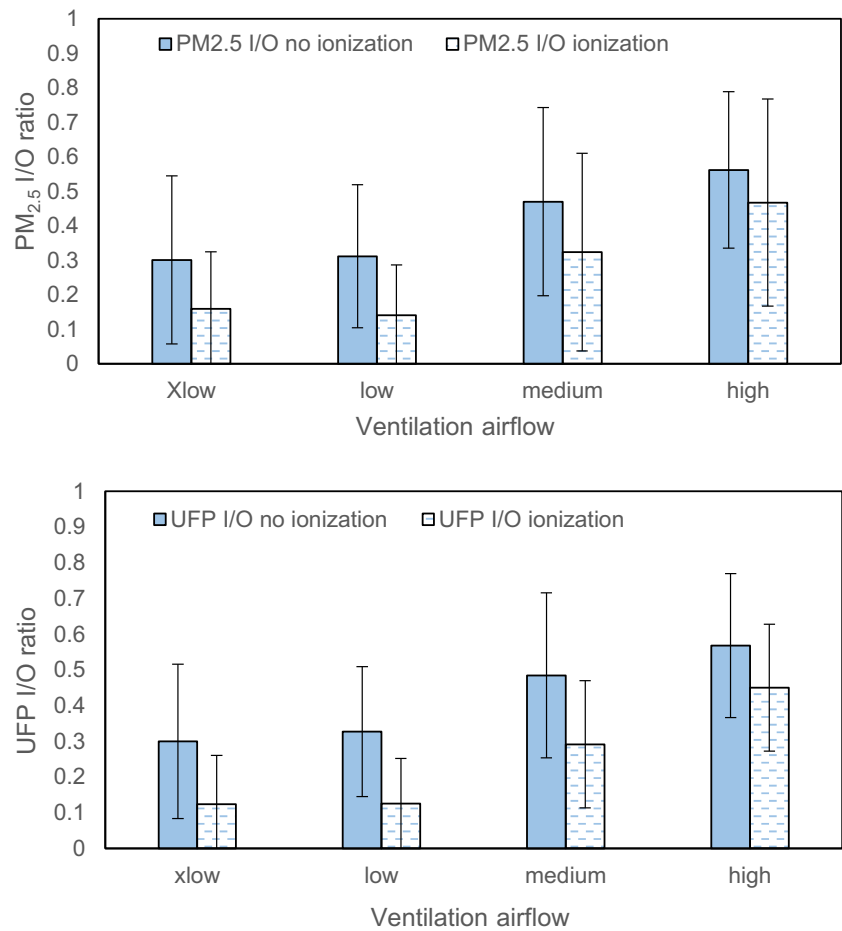 1
PM2.5 I/O no ionization PM2.5 I/O ionization
0.9
0.8
0.7
0.6
0.5
0.4
0.3
0.2
0.1
0
PM2.5 I/O ratio
Xlow low medium high
Ventilation airflow
1
UFP I/O no ionization UFP I/O ionization
0.9
0.8
0.7
0.6
0.5
0.4
0.3
0.2
0.1
0
UFP I/O ratio
xlow low medium high
Ventilation airflow